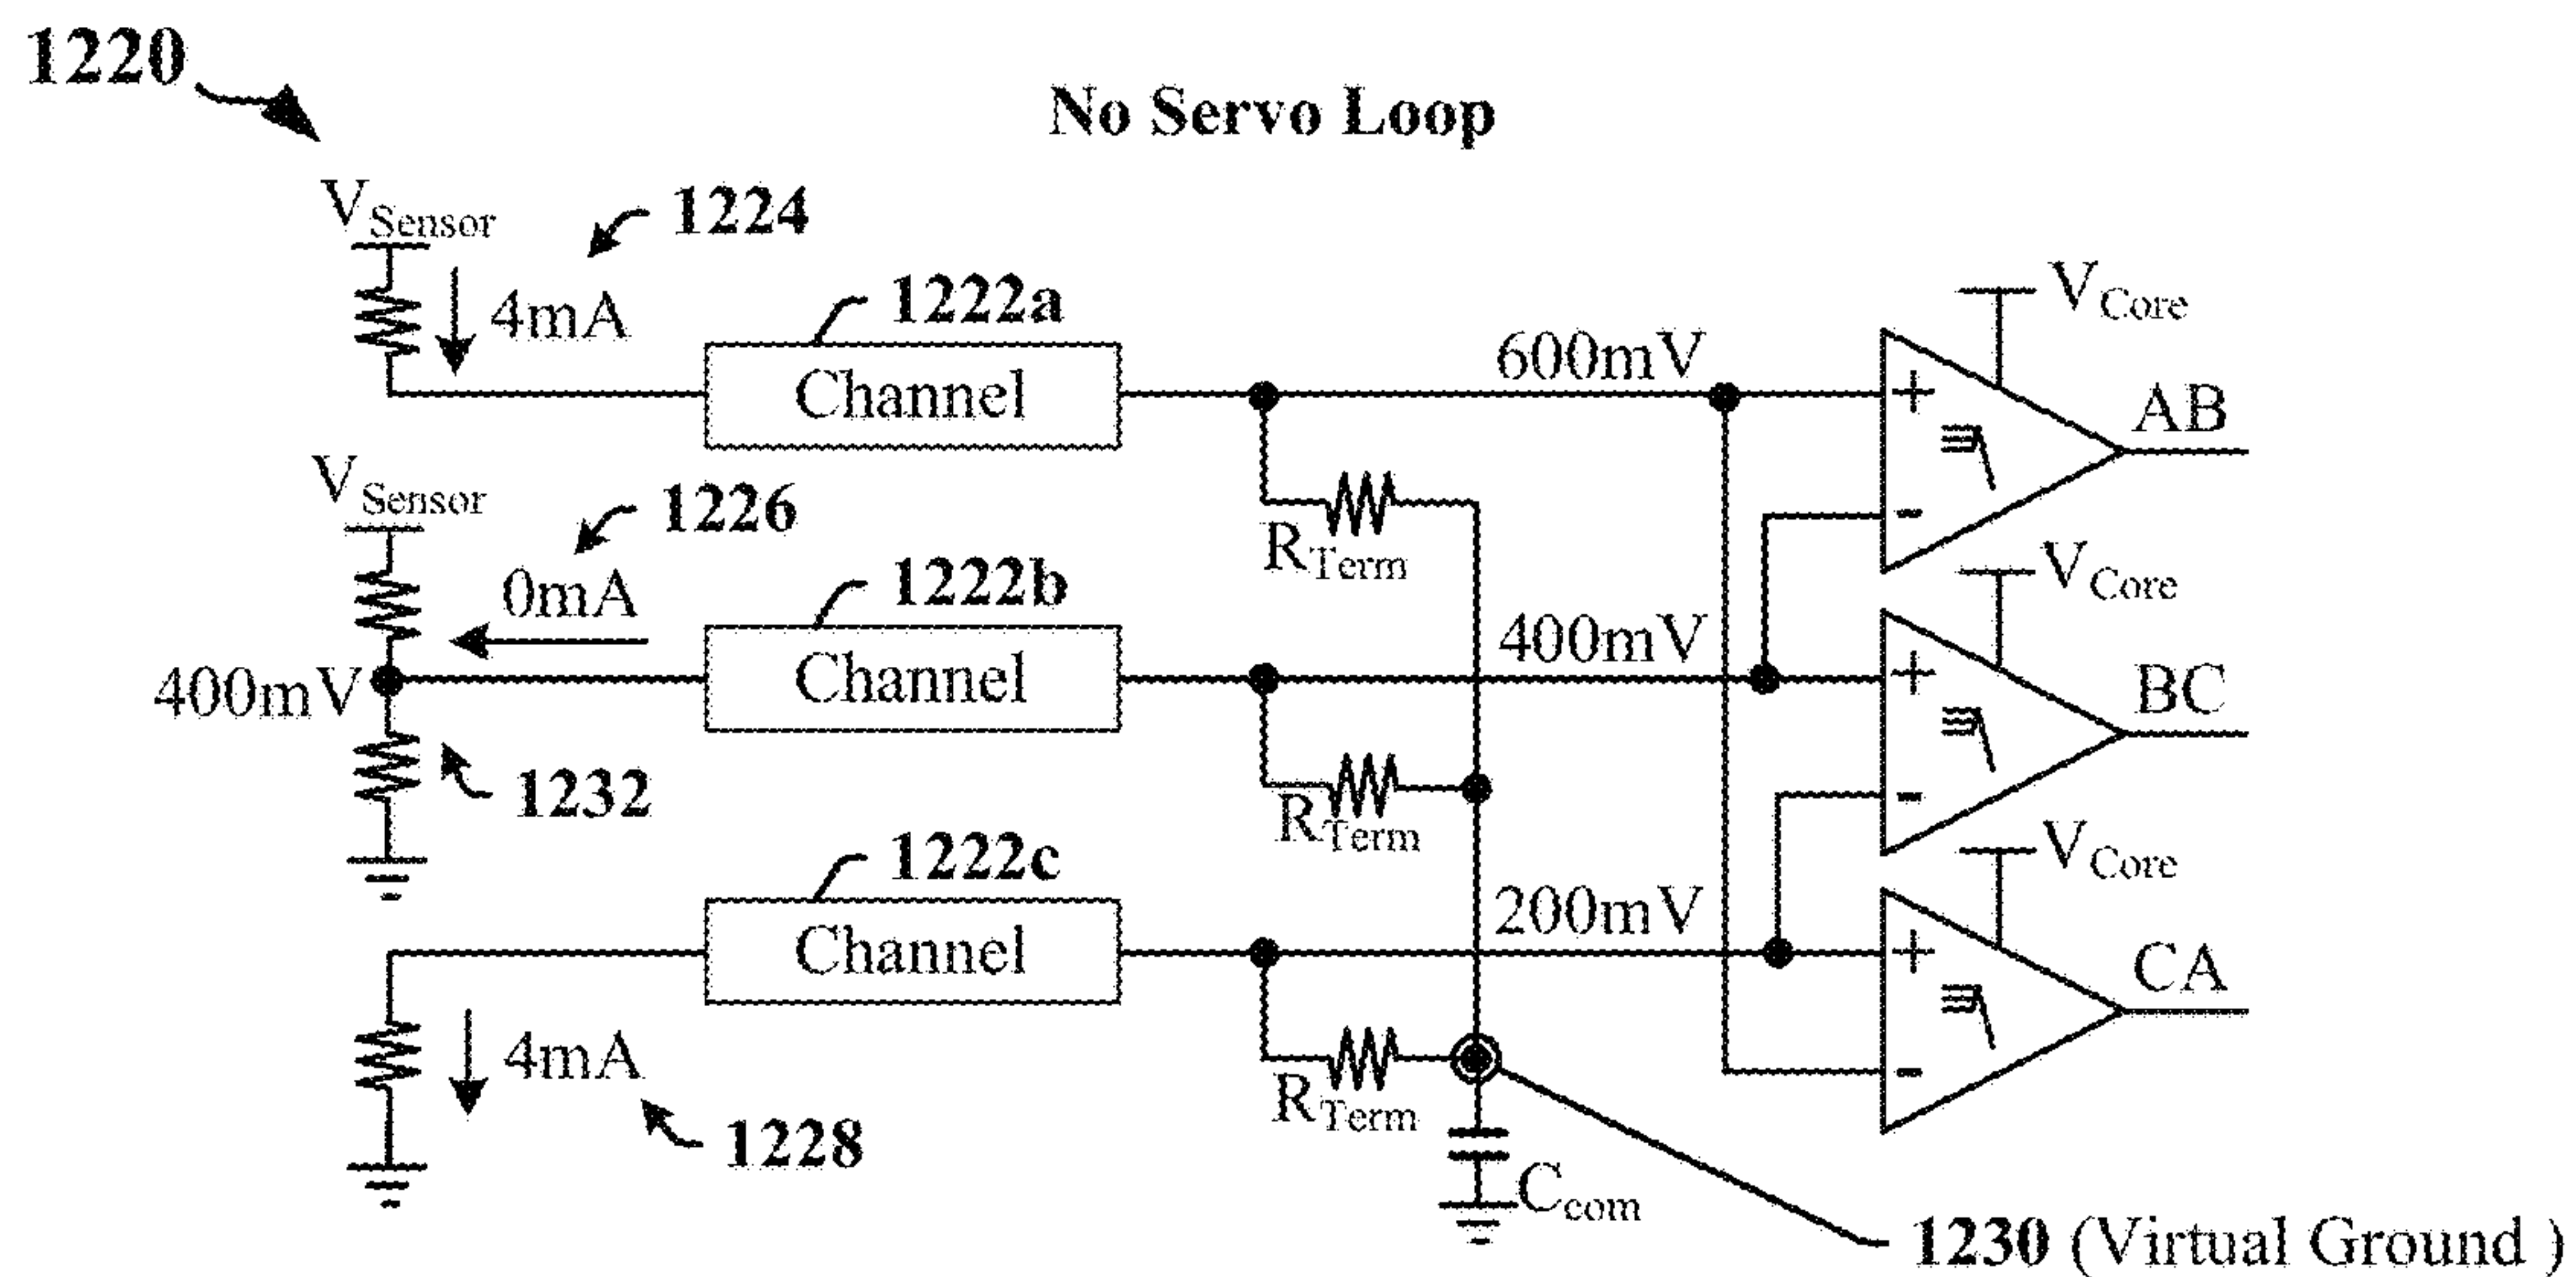 1220
No Servo Loop
VSensor
1224
4mA
1222a
Channel
600mV
+
-
VCore
AB
VSensor
1226
0mA
1222b
Channel
RTerm
400mV
400mV
+
-
VCore
BC
1232
1222c
Channel
RTerm
200mV
+
-
VCore
CA
4mA
1228
RTerm
Ccom
1230 (Virtual Ground )